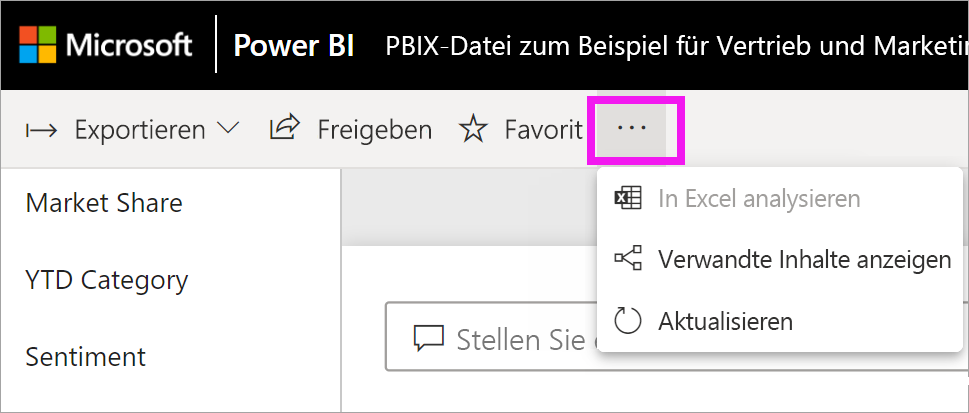 Microsoft Power BI PBIX-Datei zum Beispiel für Vertrieb und Marketin
Exportieren Freigeben Favorit ...
Market Share
YTD Category
Sentiment
In Excel analysieren
Verwandte Inhalte anzeigen
Aktualisieren
Stellen Sie